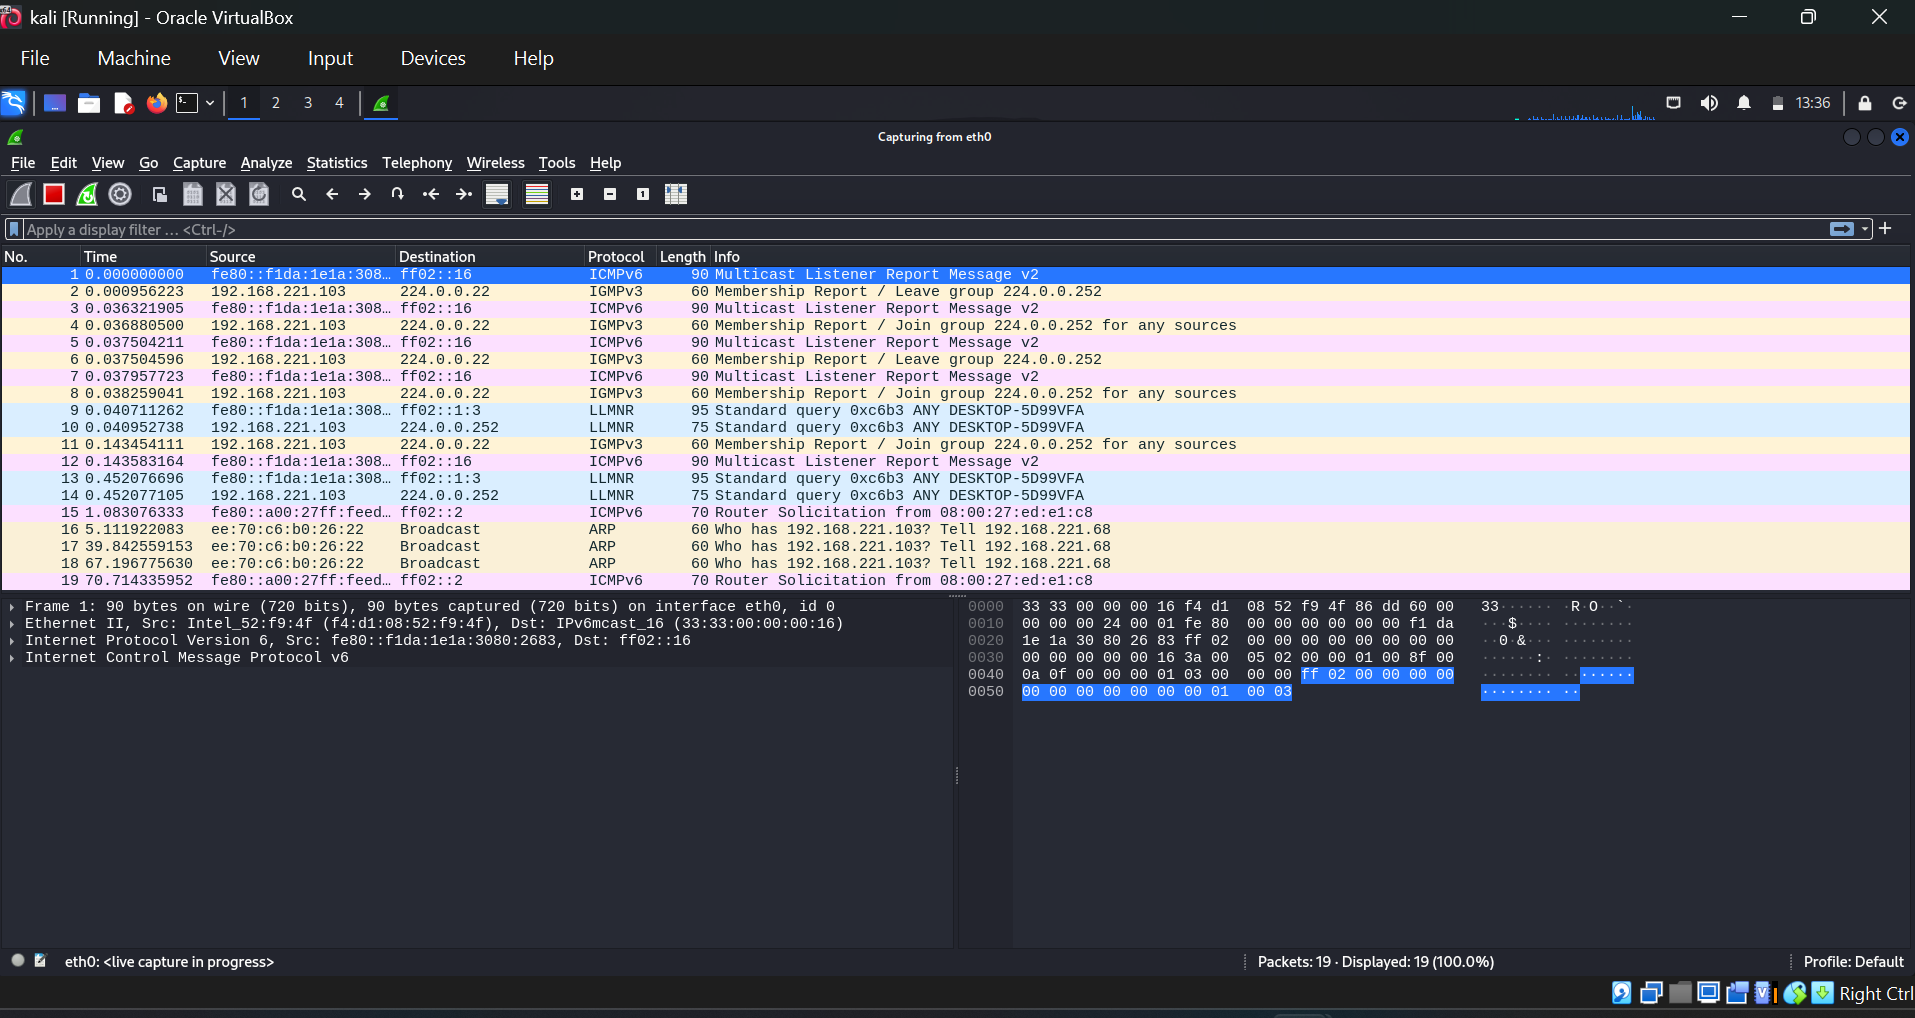 kali [Running] - Oracle VirtualBox
File Machine View Input Devices Help
1 2 3 4 13:36
Capturing from eth0
File Edit View Go Capture Analyze Statistics Telephony Wireless Tools Help
Apply a display filter … <Ctrl-/>
No. Time Source Destination Protocol Length Info
1 0.000000000 fe80::f1da:1e1a:308… ff02::16 ICMPv6 90 Multicast Listener Report Message v2
2 0.000956223 192.168.221.103 224.0.0.22 IGMPv3 60 Membership Report / Leave group 224.0.0.252
3 0.036321905 fe80::f1da:1e1a:308… ff02::16 ICMPv6 90 Multicast Listener Report Message v2
4 0.036880500 192.168.221.103 224.0.0.22 IGMPv3 60 Membership Report / Join group 224.0.0.252 for any sources
5 0.037504211 fe80::f1da:1e1a:308… ff02::16 ICMPv6 90 Multicast Listener Report Message v2
6 0.037504596 192.168.221.103 224.0.0.22 IGMPv3 60 Membership Report / Leave group 224.0.0.252
7 0.037957723 fe80::f1da:1e1a:308… ff02::16 ICMPv6 90 Multicast Listener Report Message v2
8 0.038259041 192.168.221.103 224.0.0.22 IGMPv3 60 Membership Report / Join group 224.0.0.252 for any sources
9 0.040711262 fe80::f1da:1e1a:308… ff02::1:3 LLMNR 95 Standard query 0xc6b3 ANY DESKTOP-5D99VFA
10 0.040952738 192.168.221.103 224.0.0.252 LLMNR 75 Standard query 0xc6b3 ANY DESKTOP-5D99VFA
11 0.143454111 192.168.221.103 224.0.0.22 IGMPv3 60 Membership Report / Join group 224.0.0.252 for any sources
12 0.143583164 fe80::f1da:1e1a:308… ff02::16 ICMPv6 90 Multicast Listener Report Message v2
13 0.452076696 fe80::f1da:1e1a:308… ff02::1:3 LLMNR 95 Standard query 0xc6b3 ANY DESKTOP-5D99VFA
14 0.452077105 192.168.221.103 224.0.0.252 LLMNR 75 Standard query 0xc6b3 ANY DESKTOP-5D99VFA
15 1.083076333 fe80::a00:27ff:feed… ff02::2 ICMPv6 70 Router Solicitation from 08:00:27:ed:e1:c8
16 5.111922083 ee:70:c6:b0:26:22 Broadcast ARP 60 Who has 192.168.221.103? Tell 192.168.221.68
17 39.842559153 ee:70:c6:b0:26:22 Broadcast ARP 60 Who has 192.168.221.103? Tell 192.168.221.68
18 67.196775630 ee:70:c6:b0:26:22 Broadcast ARP 60 Who has 192.168.221.103? Tell 192.168.221.68
19 70.714335952 fe80::a00:27ff:feed… ff02::2 ICMPv6 70 Router Solicitation from 08:00:27:ed:e1:c8
Frame 1: 90 bytes on wire (720 bits), 90 bytes captured (720 bits) on interface eth0, id 0
Ethernet II, Src: Intel_52:f9:4f (f4:d1:08:52:f9:4f), Dst: IPv6mcast_16 (33:33:00:00:00:16)
Internet Protocol Version 6, Src: fe80::f1da:1e1a:3080:2683, Dst: ff02::16
Internet Control Message Protocol v6
0000 33 33 00 00 00 16 f4 d1 08 52 f9 4f 86 dd 60 00 33······ ·R·O··`·
0010 00 00 00 24 00 01 fe 80 00 00 00 00 00 00 f1 da ···$···· ········
0020 1e 1a 30 80 26 83 ff 02 00 00 00 00 00 00 00 00 ··0·&··· ········
0030 00 00 00 00 00 16 3a 00 05 02 00 00 01 00 8f 00 ······:· ········
0040 0a 0f 00 00 00 01 03 00 00 00 ff 02 00 00 00 00 ········ ········
0050 00 00 00 00 00 00 00 01 00 03 ········ ··
eth0: <live capture in progress> Packets: 19 · Displayed: 19 (100.0%) Profile: Default
Right Ctrl